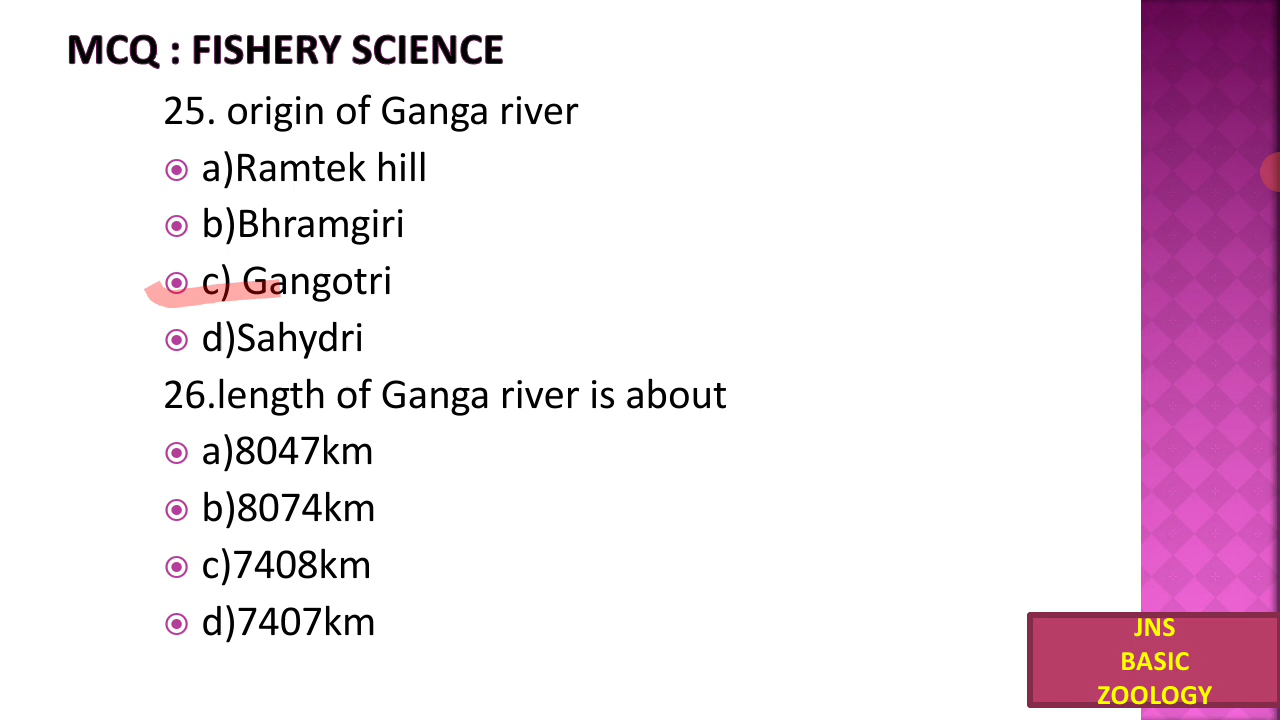 MCQ : FISHERY SCIENCE
25. origin of Ganga river
a)Ramtek hill
b)Bhramgiri
c) Gangotri
d)Sahydri
26.length of Ganga river is about
a)8047km
b)8074km
c)7408km
d)7407km
JNS
BASIC
ZOOLOGY